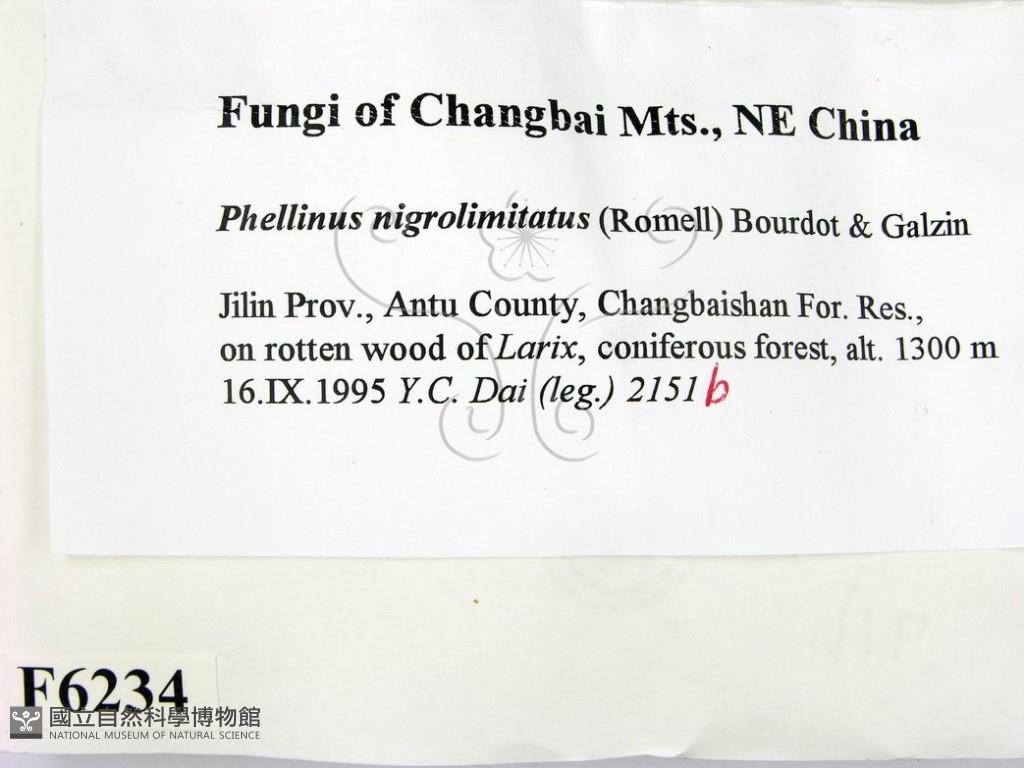 Fungi of Changbai Mts., NE China
Phellinus nigrolimitatus (Romell) Bourdot & Galzin
Jilin Prov., Antu County, Changbaishan For. Res.,
on rotten wood of Larix, coniferous forest, alt. 1300 m
16.IX.1995 Y.C. Dai (leg.) 2151 b
F6234
國立自然科學博物館
NATIONAL MUSEUM OF NATURAL SCIENCE